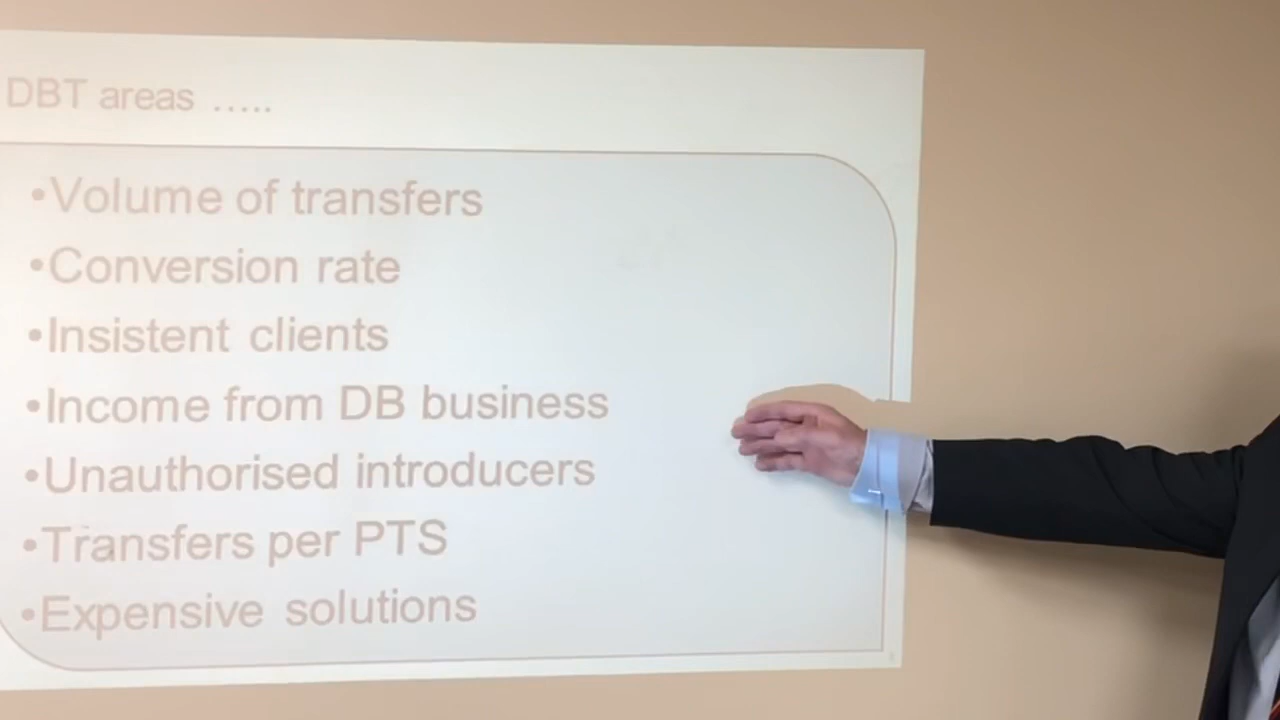 DBT areas .....
•Volume of transfers
•Conversion rate
•Insistent clients
•Income from DB business
•Unauthorised introducers
•Transfers per PTS
•Expensive solutions